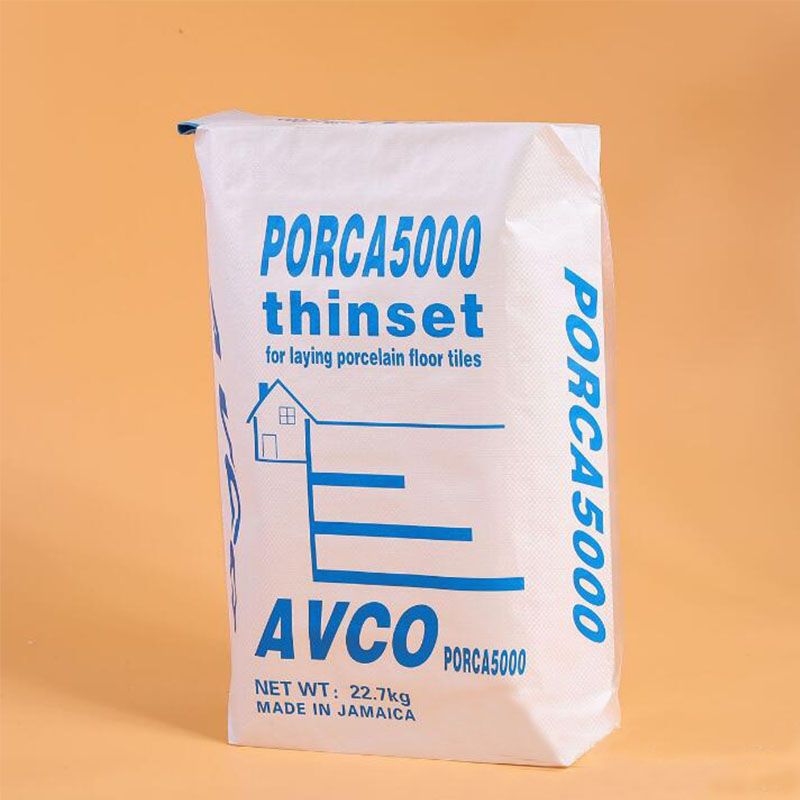 PORCA5000
thinset
for laying porcelain floor tiles
AVCO PORCA5000
NET WT: 22.7kg
MADE IN JAMAICA
PORCA5000